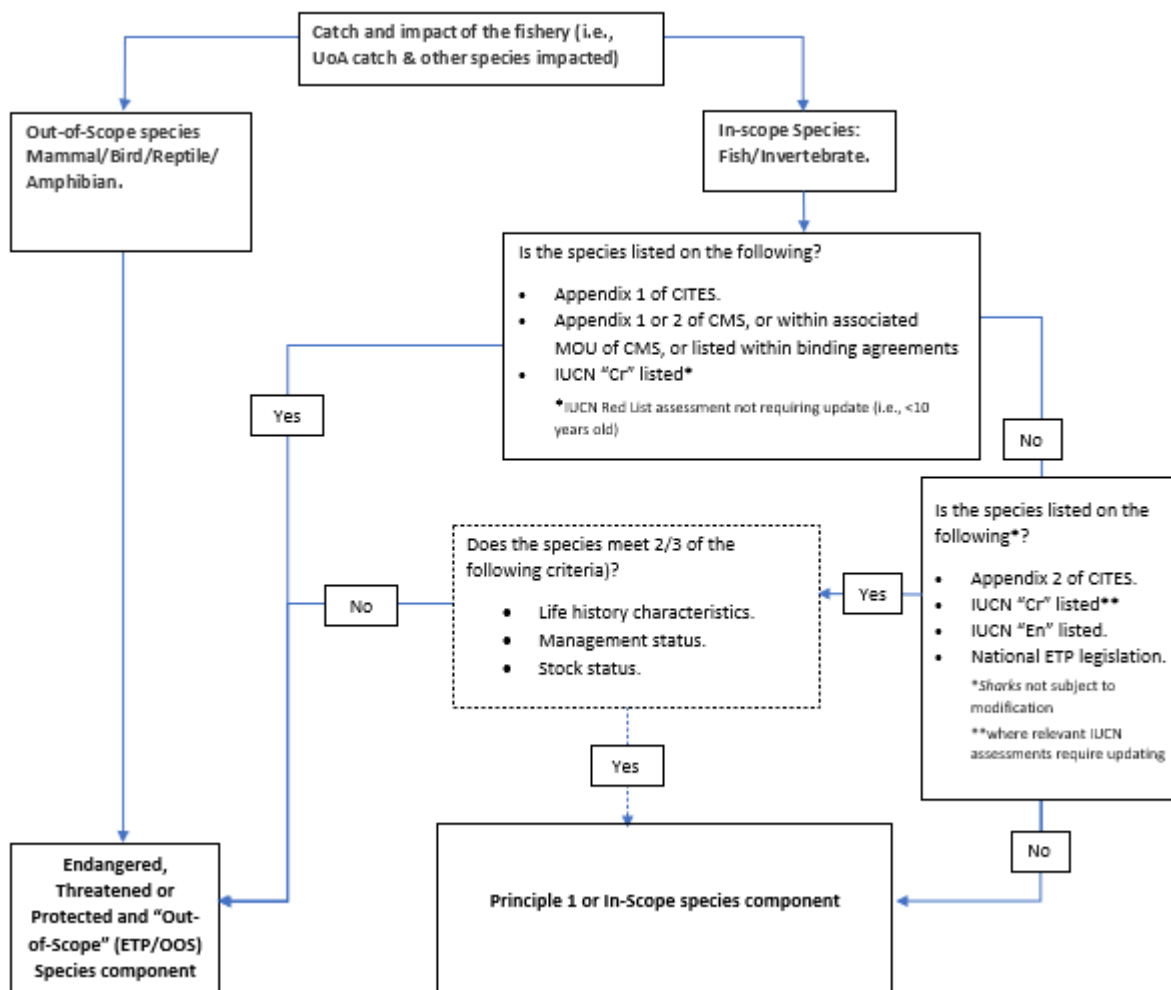 Catch and impact of the fishery (i.e.,
UoA catch & other species impacted)
Out-of-Scope species
Mammal/Bird/Reptile/
Amphibian.
In-scope Species:
Fish/Invertebrate.
Is the species listed on the following?
• Appendix 1 of CITES.
• Appendix 1 or 2 of CMS, or within associated
MOU of CMS, or listed within binding agreements
• IUCN “Cr” listed*
*IUCN Red List assessment not requiring update (i.e., <10
years old)
Yes
No
Is the species listed on the
following*?
• Appendix 2 of CITES.
• IUCN “Cr” listed**
• IUCN “En” listed.
• National ETP legislation.
*Sharks not subject to
modification
**where relevant IUCN
assessments require updating
Does the species meet 2/3 of the
following criteria)?
• Life history characteristics.
• Management status.
• Stock status.
Yes
No
Yes
No
Endangered,
Threatened or
Protected and “Out-
of-Scope” (ETP/OOS)
Species component
Principle 1 or In-Scope species component